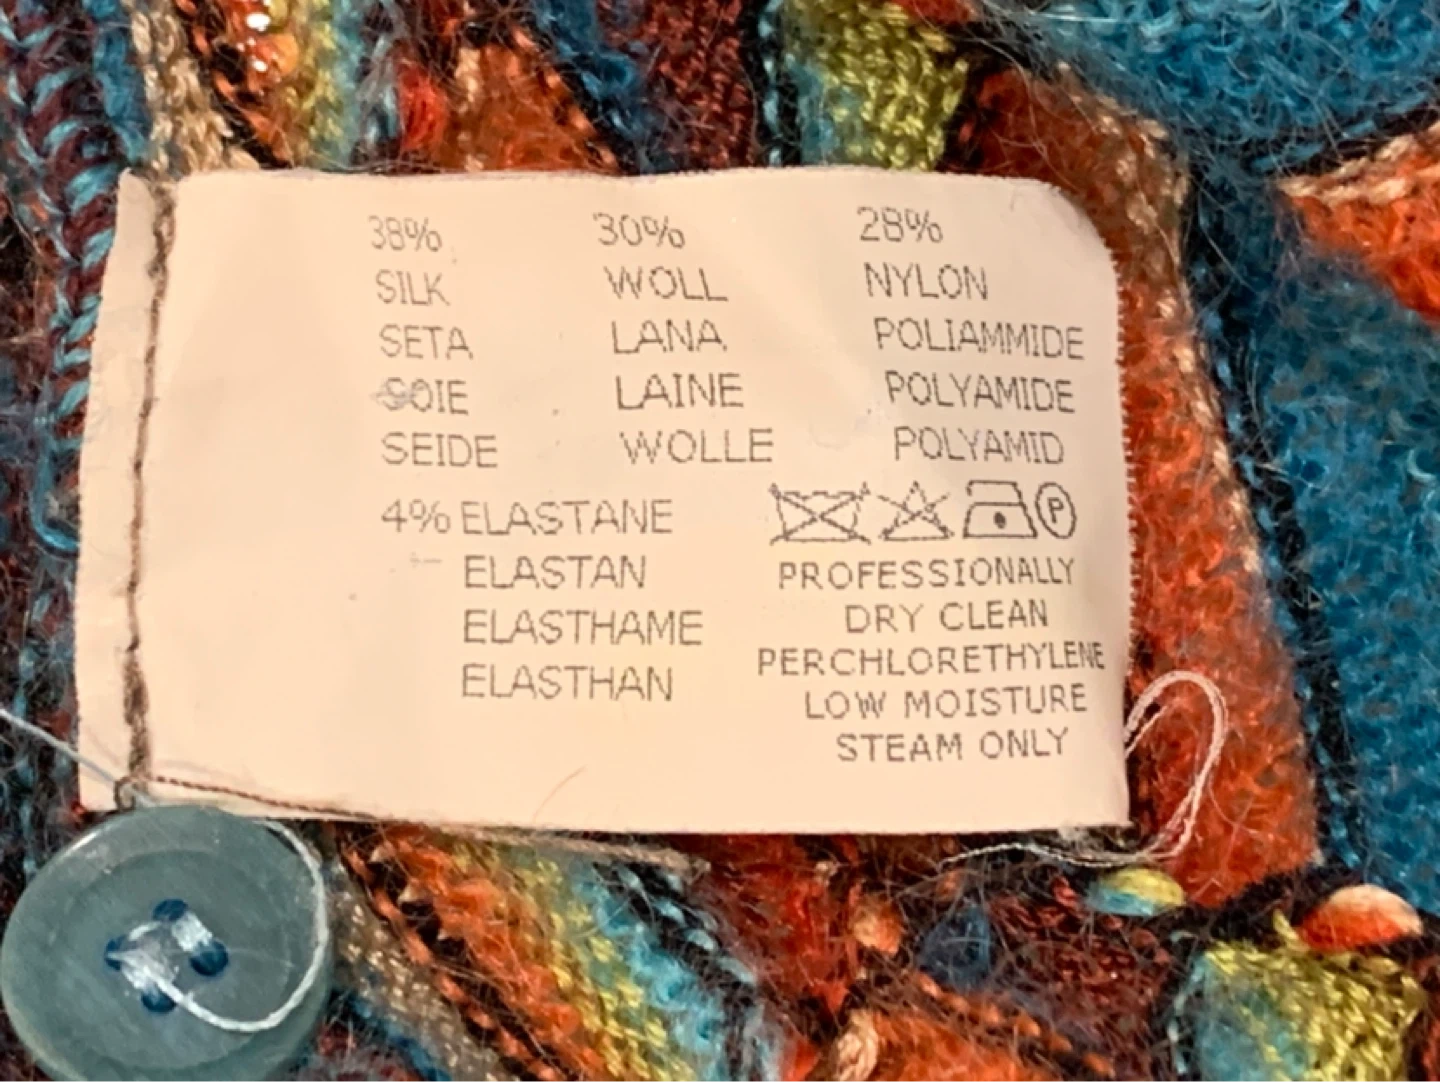 38% 30% 28%
SILK WOLL NYLON
SETA LANA POLIAMMIDE
SOIE LAINE POLYAMIDE
SEIDE WOLLE POLYAMID
4% ELASTANE
ELASTAN
ELASTHAME
ELASTHAN
P
PROFESSIONALLY
DRY CLEAN
PERCHLORETHYLENE
LOW MOISTURE
STEAM ONLY